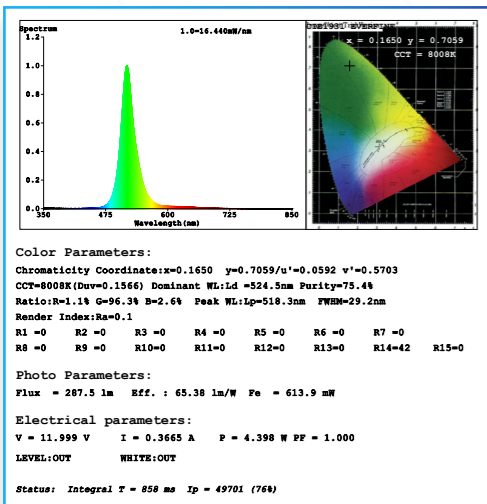 Spectrum
1.0=16.440mW/nm
1.2
1.0
0.8
0.6
0.4
0.2
0.0
350 475 600 725 850
Wavelength(nm)
EVERFINE
x = 0.1650 y = 0.7059
CCT = 8008K
Color Parameters:
Chromaticity Coordinate:x=0.1650 y=0.7059/u'=0.0592 v'=0.5703
CCT=8008K(Duv=0.1566) Dominant WL:Ld =524.5nm Purity=75.4%
Ratio:R=1.1% G=96.3% B=2.6% Peak WL:Lp=518.3nm FWHM=29.2nm
Render Index:Ra=0.1
R1 =0 R2 =0 R3 =0 R4 =0 R5 =0 R6 =0 R7 =0
R8 =0 R9 =0 R10=0 R11=0 R12=0 R13=0 R14=42 R15=0
Photo Parameters:
Flux = 287.5 lm Eff. : 65.38 lm/W Fe = 613.9 mW
Electrical parameters:
V = 11.999 V I = 0.3665 A P = 4.398 W PF = 1.000
LEVEL:OUT WHITE:OUT
Status: Integral T = 858 ms Ip = 49701 (76%)